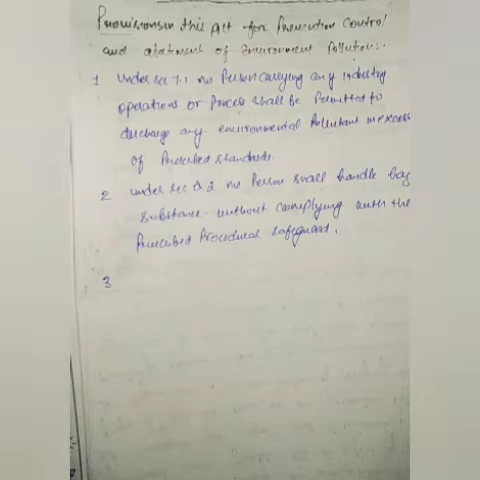 Provisions in this Act for Prevention Control
and abatement of Environment Pollution.
1 Under sec 7.1 no Person carrying any industry
operations or Process shall be Permitted to
discharge any environmental Pollutant in excess
of Prescribed Standards.
2 under sec 8.2 no Person shall handle haz
substance without complying with the
Prescribed Procedural safeguard.
3